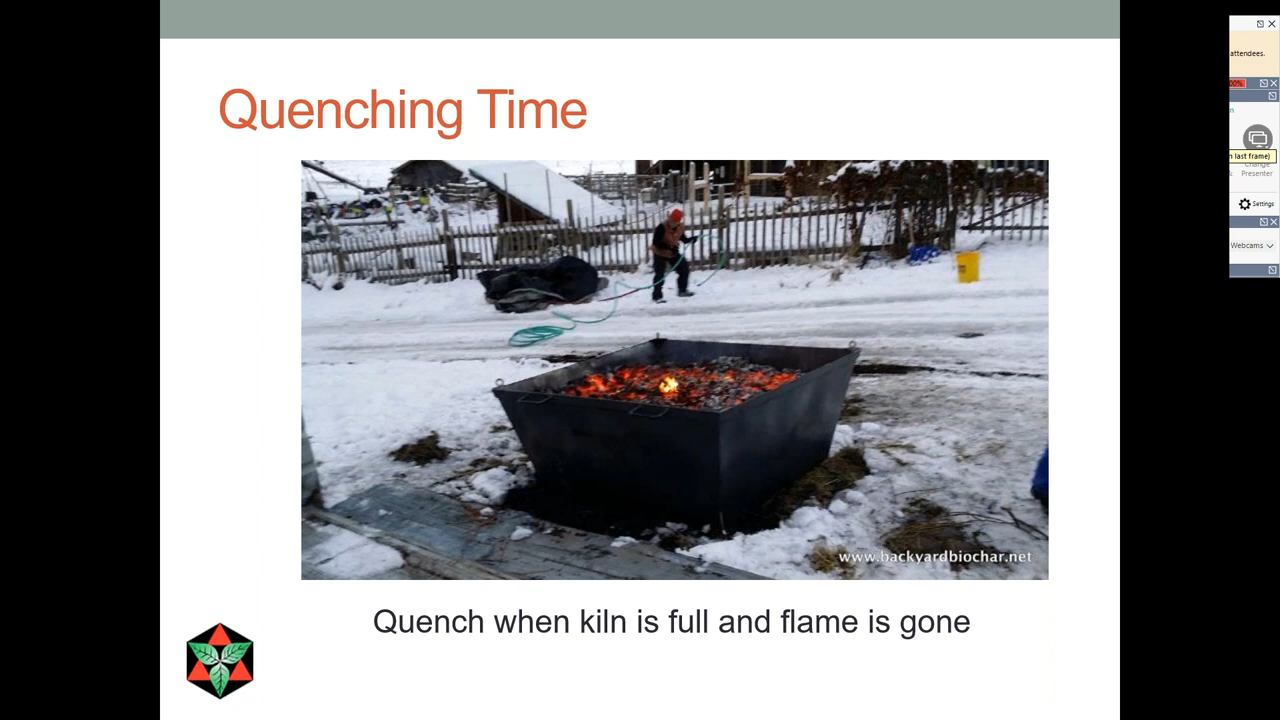 Quenching Time
attendees.
last frame)
Change
Presenter
Settings
Webcams
www.backyardbiochar.net
Quench when kiln is full and flame is gone